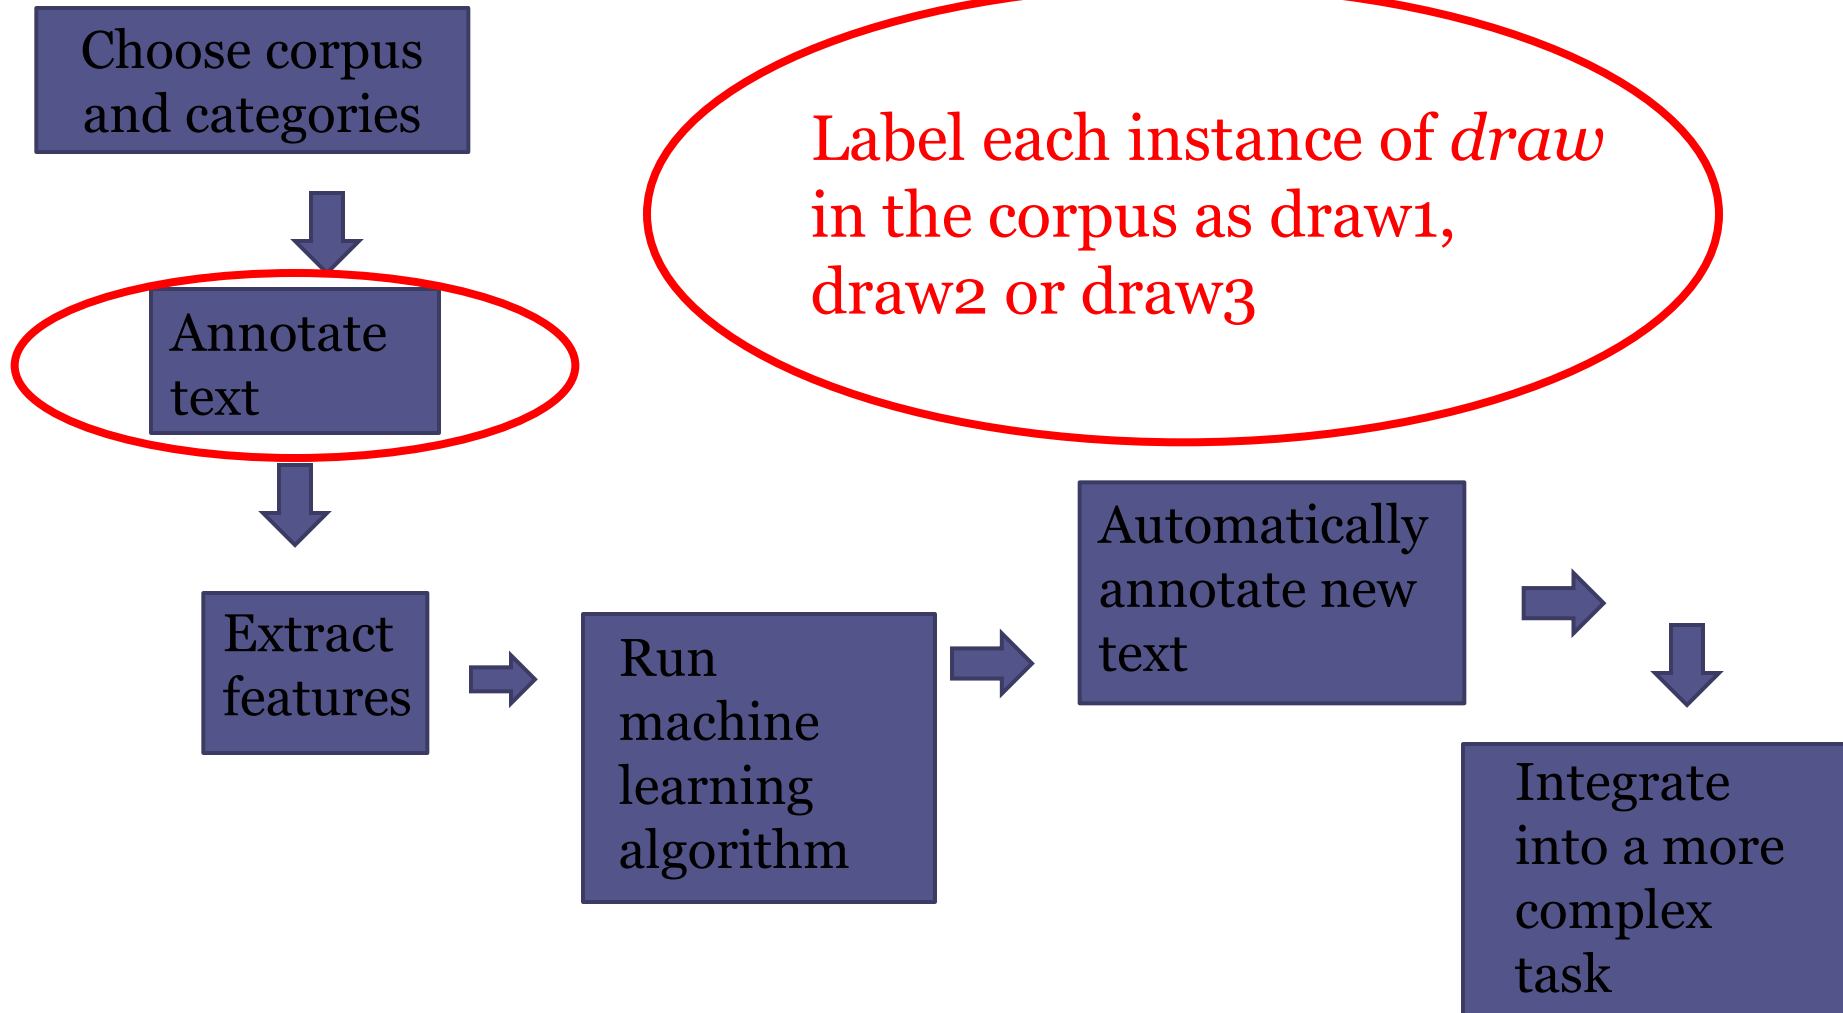 Choose corpus
and categories
Label each instance of draw
in the corpus as draw1,
draw2 or draw3
Annotate
text
Extract
features
Run
machine
learning
algorithm
Automatically
annotate new
text
Integrate
into a more
complex
task